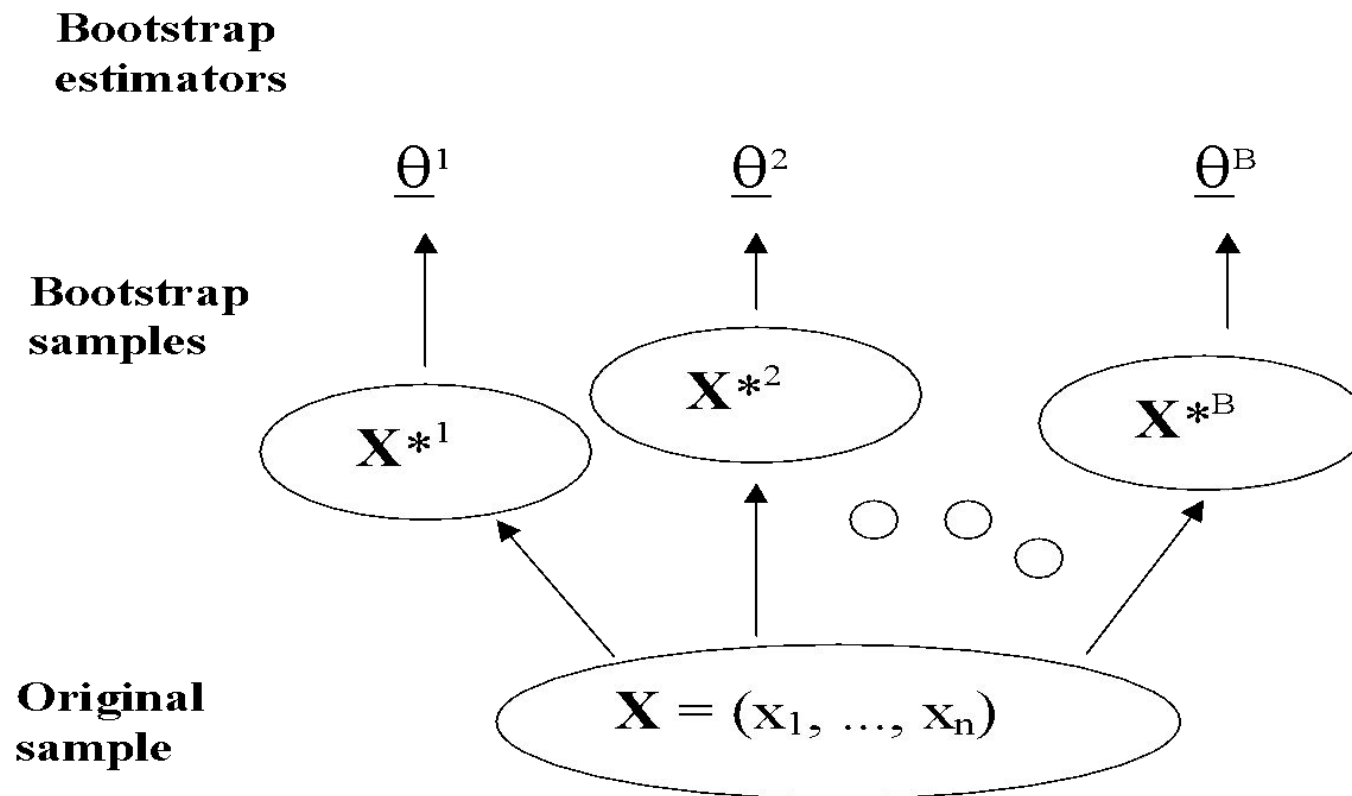 Bootstrap
estimators
θ¹ θ² θᴮ
Bootstrap
samples
X*¹ X*² X*ᴮ
Original
sample
X = (x₁, ..., xₙ)